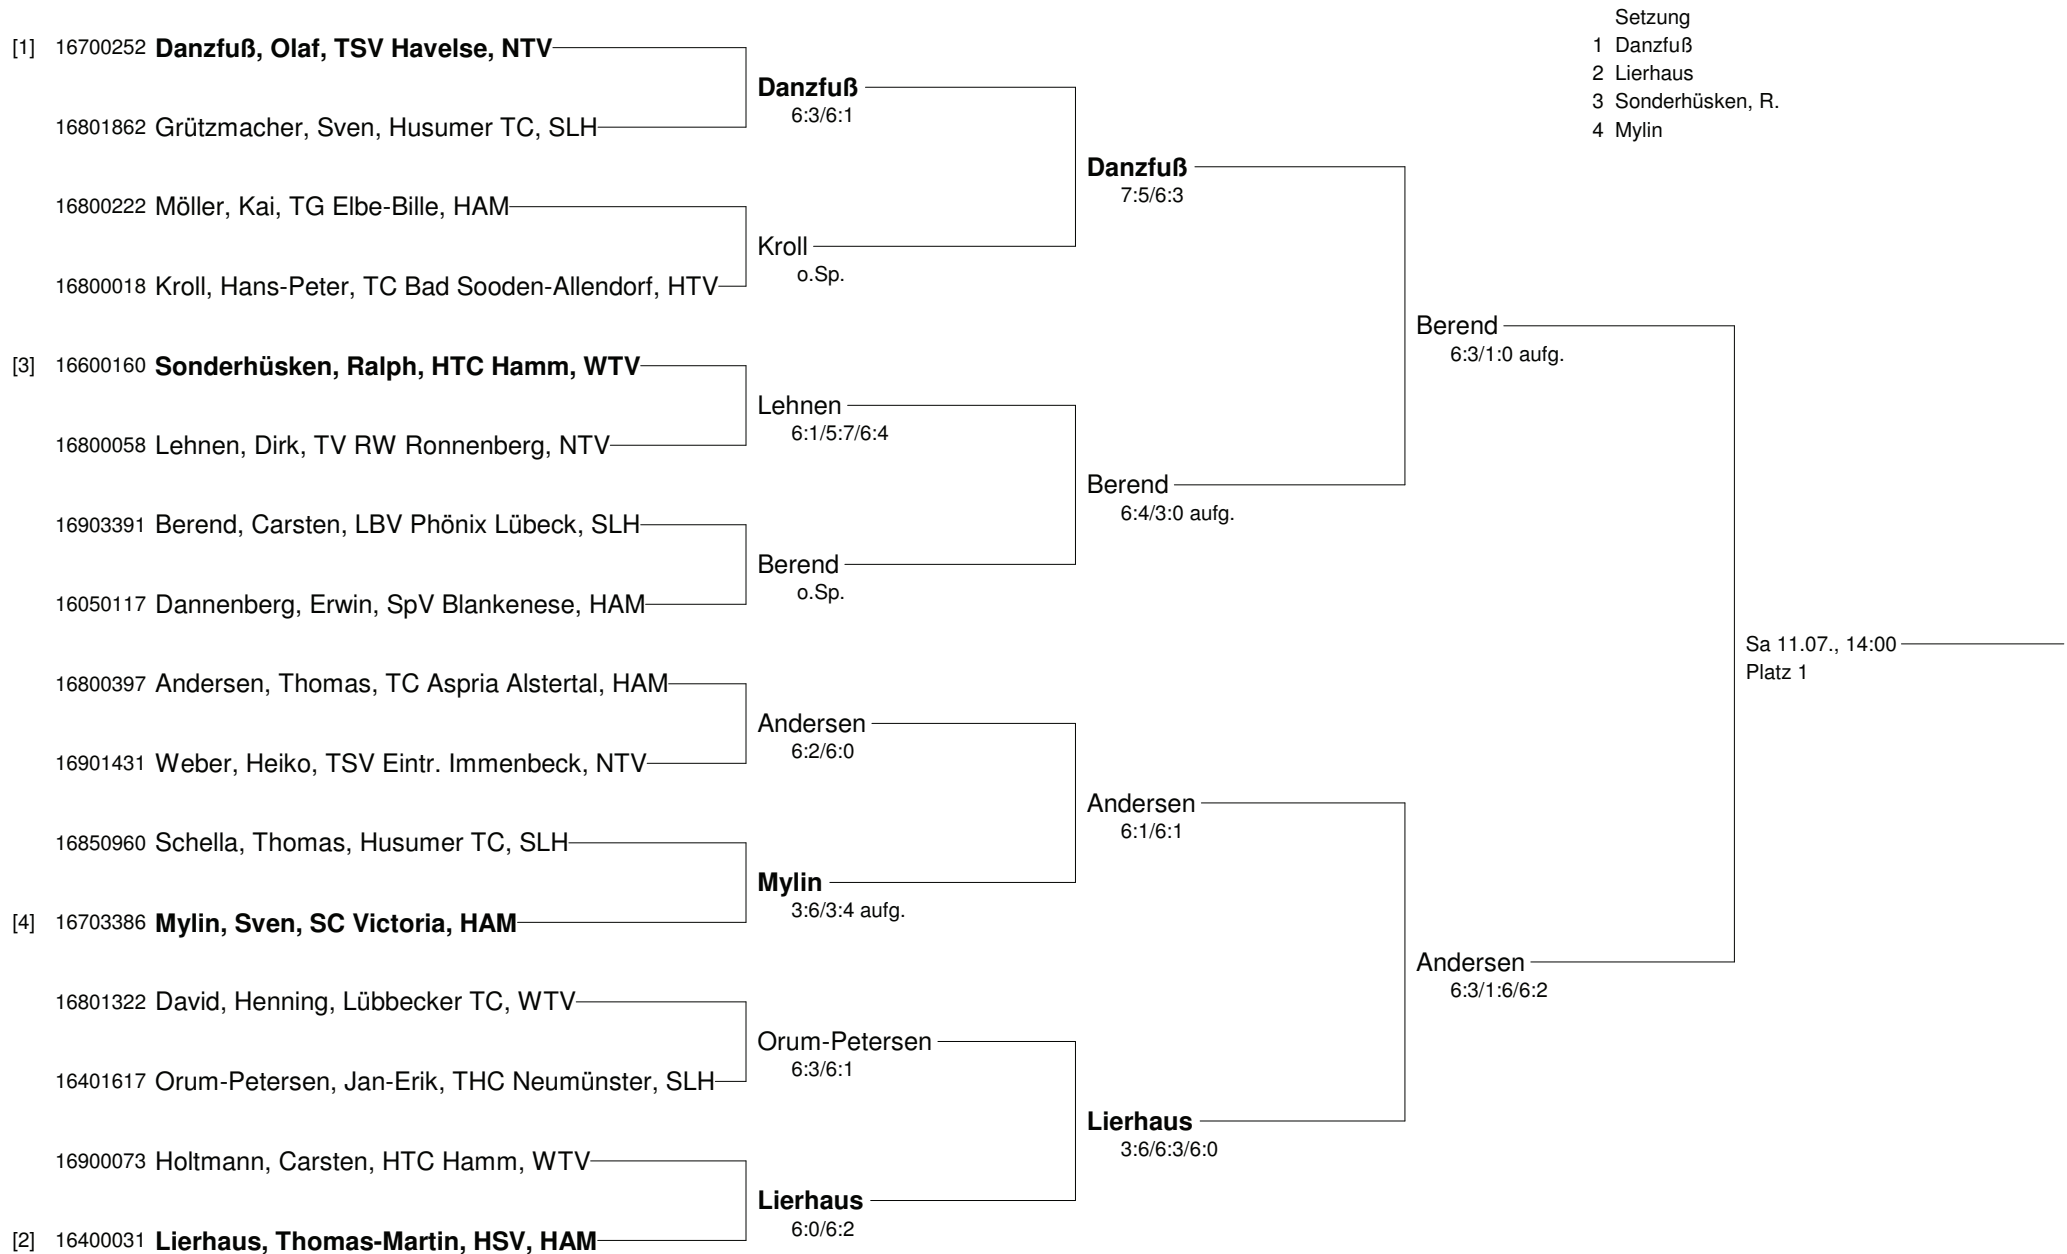 Setzung
1 Danzfuß
2 Lierhaus
3 Sonderhüsken, R.
4 Mylin
[1] 16700252 Danzfuß, Olaf, TSV Havelse, NTV
16801862 Grützmacher, Sven, Husumer TC, SLH
16800222 Möller, Kai, TG Elbe-Bille, HAM
16800018 Kroll, Hans-Peter, TC Bad Sooden-Allendorf, HTV
[3] 16600160 Sonderhüsken, Ralph, HTC Hamm, WTV
16800058 Lehnen, Dirk, TV RW Ronnenberg, NTV
16903391 Berend, Carsten, LBV Phönix Lübeck, SLH
16050117 Dannenberg, Erwin, SpV Blankenese, HAM
16800397 Andersen, Thomas, TC Aspria Alstertal, HAM
16901431 Weber, Heiko, TSV Eintr. Immenbeck, NTV
16850960 Schella, Thomas, Husumer TC, SLH
[4] 16703386 Mylin, Sven, SC Victoria, HAM
16801322 David, Henning, Lübbecker TC, WTV
16401617 Orum-Petersen, Jan-Erik, THC Neumünster, SLH
16900073 Holtmann, Carsten, HTC Hamm, WTV
[2] 16400031 Lierhaus, Thomas-Martin, HSV, HAM
Danzfuß
6:3/6:1
Kroll
o.Sp.
Lehnen
6:1/5:7/6:4
Berend
o.Sp.
Andersen
6:2/6:0
Mylin
3:6/3:4 aufg.
Orum-Petersen
6:3/6:1
Lierhaus
6:0/6:2
Danzfuß
7:5/6:3
Berend
6:4/3:0 aufg.
Andersen
6:1/6:1
Lierhaus
3:6/6:3/6:0
Berend
6:3/1:0 aufg.
Andersen
6:3/1:6/6:2
Sa 11.07., 14:00
Platz 1